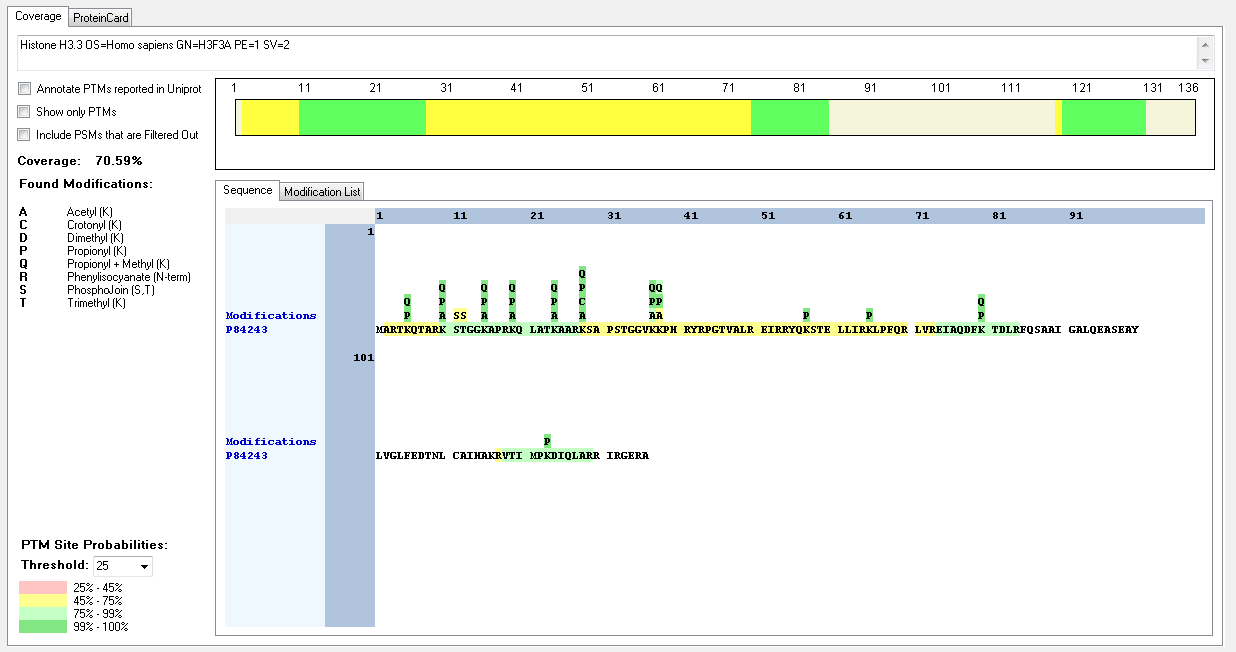 Coverage ProteinCard
Histone H3.3 OS=Homo sapiens GN=H3F3A PE=1 SV=2
Annotate PTMs reported in Uniprot
Show only PTMs
Include PSMs that are Filtered Out
Coverage: 70.59%
1 11 21 31 41 51 61 71 81 91 101 111 121 131 136
Found Modifications:
A Acetyl (K)
C Crotonyl (K)
D Dimethyl (K)
P Propionyl (K)
Q Propionyl + Methyl (K)
R Phenylisocyanate (N-term)
S PhosphoJoin (S,T)
T Trimethyl (K)
Sequence Modification List
1 11 21 31 41 51 61 71 81 91
1
Q
Q Q Q Q P QQ
Q P P P P C PP Q
Modifications P A SS A A A A AA P P P
P84243 MARTKQTARK STGGKAPRKQ LATKAARKSA PSTGGVKKPH RYRPGTVALR EIRRYQKSTE LLIRKLPFQR LVREIAQDFK TDLRFQSAAI GALQEASEAY
101
Modifications P
P84243 LVGLFEDTNL CAIHAKRVTI MPKDIQLARR IRGERA
PTM Site Probabilities:
Threshold: 25
25% - 45%
45% - 75%
75% - 99%
99% - 100%